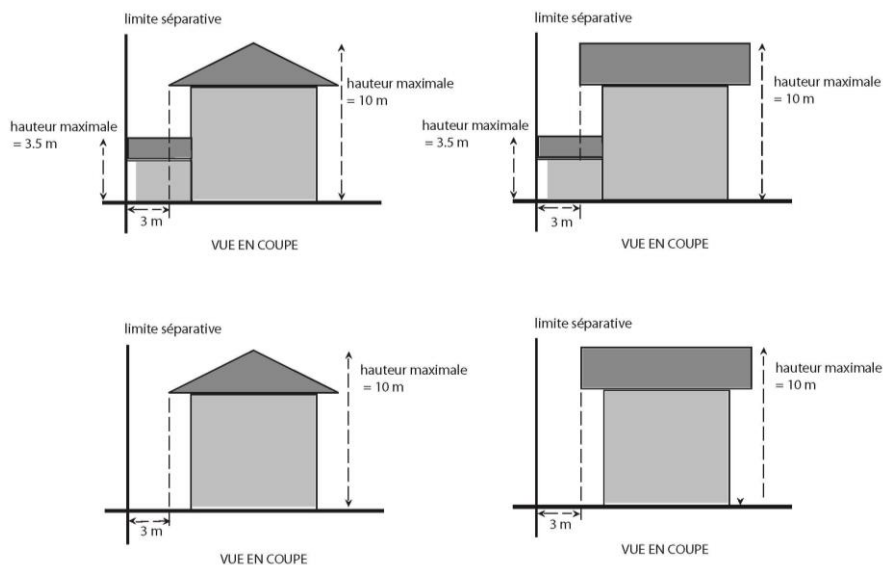 limite séparative
hauteur maximale
= 10 m
hauteur maximale
= 3.5 m
3 m
VUE EN COUPE
limite séparative
hauteur maximale
= 10 m
hauteur maximale
= 3.5 m
3 m
VUE EN COUPE
limite séparative
hauteur maximale
= 10 m
3 m
VUE EN COUPE
limite séparative
hauteur maximale
= 10 m
3 m
VUE EN COUPE